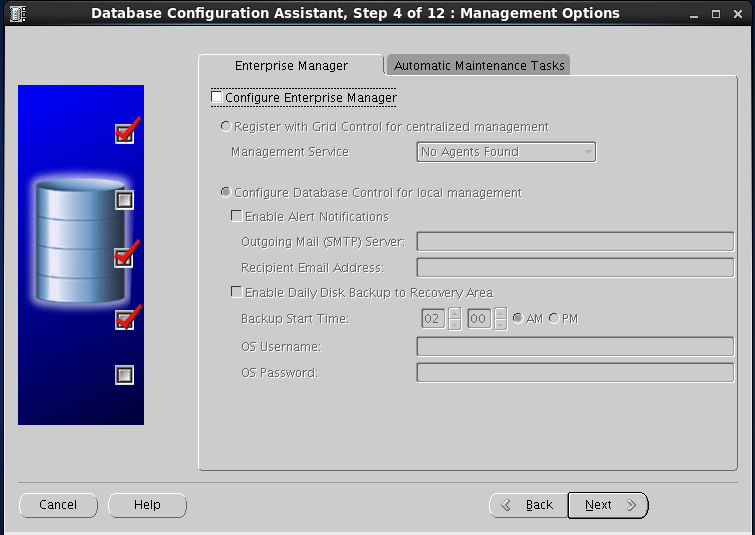 Database Configuration Assistant, Step 4 of 12 : Management Options
Enterprise Manager
Automatic Maintenance Tasks
Configure Enterprise Manager
Register with Grid Control for centralized management
Management Service
No Agents Found
Configure Database Control for local management
Enable Alert Notifications
Outgoing Mail (SMTP) Server:
Recipient Email Address:
Enable Daily Disk Backup to Recovery Area
Backup Start Time: 02 00 AM PM
OS Username:
OS Password:
Cancel Help Back Next